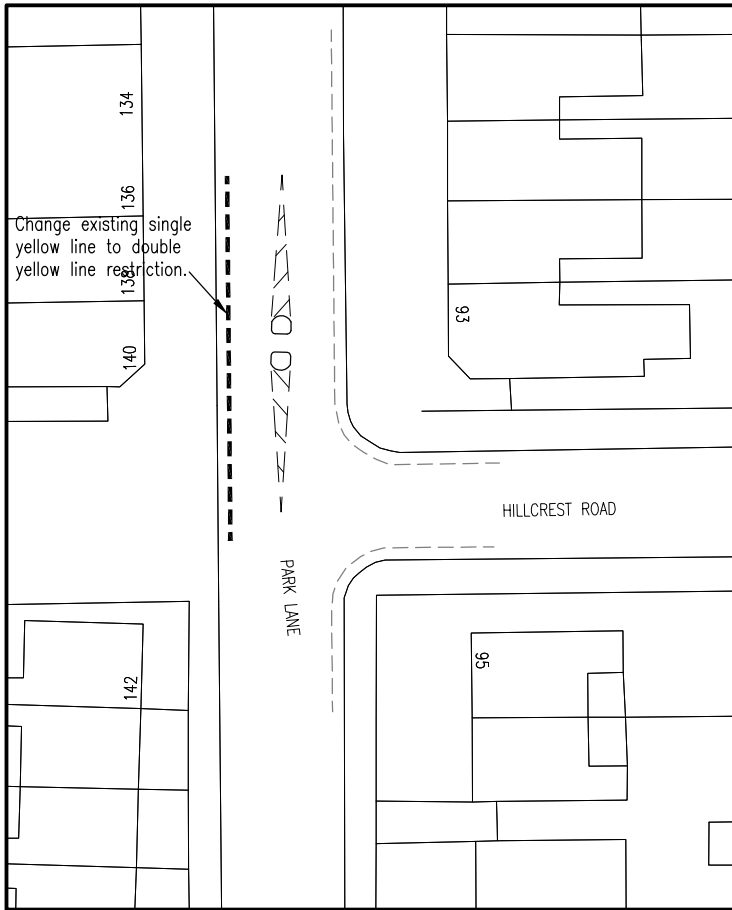 134
136
Change existing single
yellow line to double
yellow line restriction.
138
140
93
HILLCREST ROAD
PARK LANE
142
95